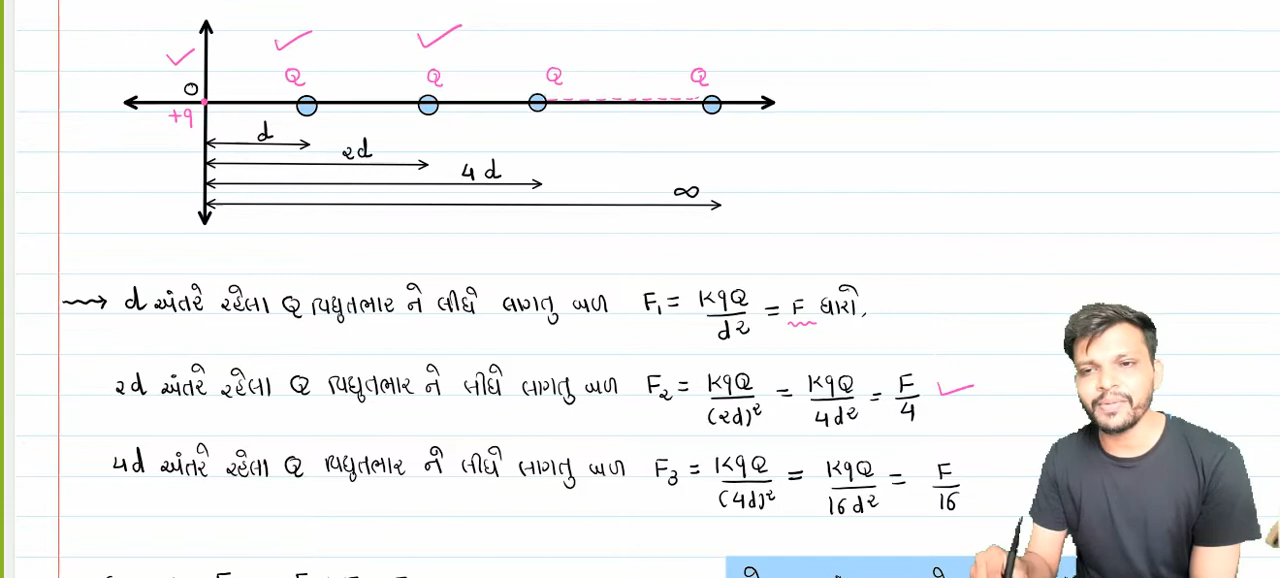 Q Q Q Q
O
+q
d
2d
4d
∞
d અંતરે રહેલા Q વિદ્યુતભાર ને લીધે લાગતુ બળ F₁ = KqQ/d² = F ધારો,
2d અંતરે રહેલા Q વિદ્યુતભાર ને લીધે લાગતુ બળ F₂ = KqQ/(2d)² = KqQ/4d² = F/4
4d અંતરે રહેલા Q વિદ્યુતભાર ને લીધે લાગતુ બળ F₃ = KqQ/(4d)² = KqQ/16d² = F/16